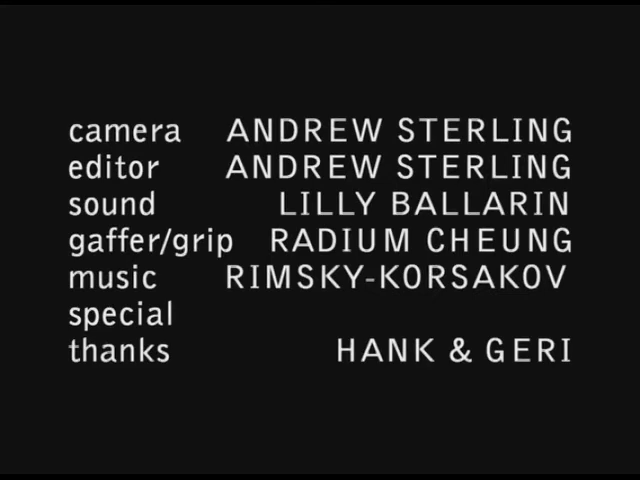 camera ANDREW STERLING
editor ANDREW STERLING
sound LILLY BALLARIN
gaffer/grip RADIUM CHEUNG
music RIMSKY-KORSAKOV
special
thanks HANK & GERI